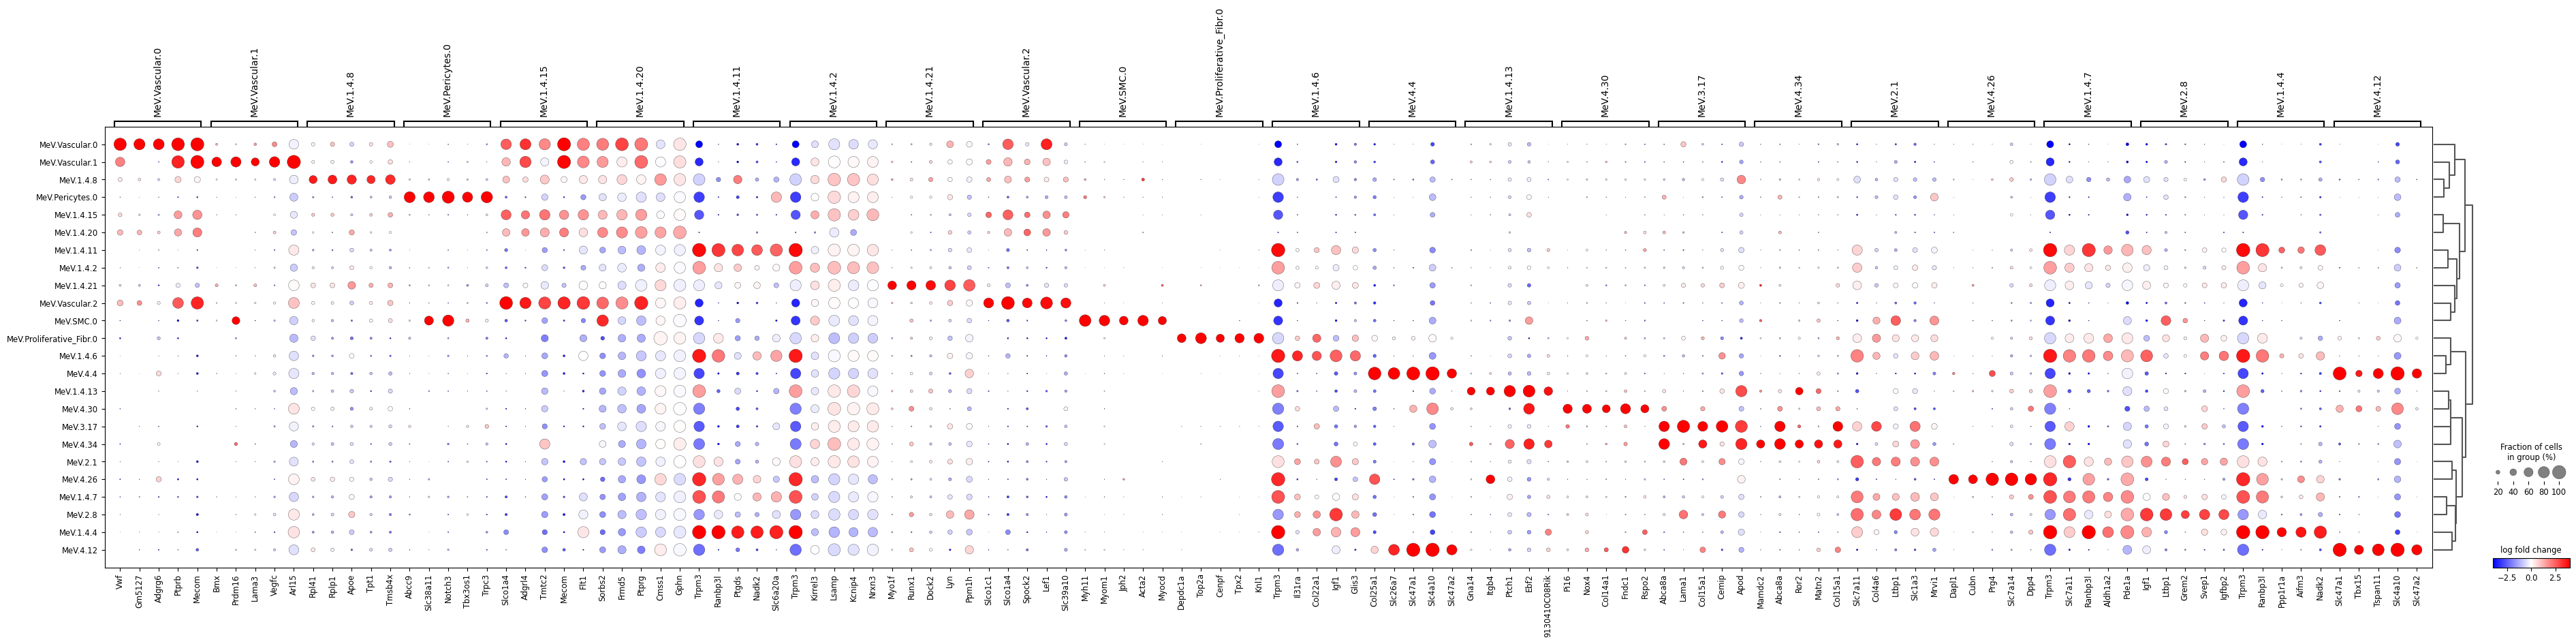 MeV.Vascular.0
MeV.Vascular.1
MeV.1.4.8
MeV.Pericytes.0
MeV.1.4.15
MeV.1.4.20
MeV.1.4.11
MeV.1.4.2
MeV.1.4.21
MeV.Vascular.2
MeV.SMC.0
MeV.Proliferative_Fibr.0
MeV.1.4.6
MeV.4.4
MeV.1.4.13
MeV.4.30
MeV.3.17
MeV.4.34
MeV.2.1
MeV.4.26
MeV.1.4.7
MeV.2.8
MeV.1.4.4
MeV.4.12
MeV.Vascular.0
MeV.Vascular.1
MeV.1.4.8
MeV.Pericytes.0
MeV.1.4.15
MeV.1.4.20
MeV.1.4.11
MeV.1.4.2
MeV.1.4.21
MeV.Vascular.2
MeV.SMC.0
MeV.Proliferative_Fibr.0
MeV.1.4.6
MeV.4.4
MeV.1.4.13
MeV.4.30
MeV.3.17
MeV.4.34
MeV.2.1
MeV.4.26
MeV.1.4.7
MeV.2.8
MeV.1.4.4
MeV.4.12
Vwf
Gm5127
Adgrg6
Ptprb
Mecom
Bmx
Prdm16
Lama3
Vegfc
Arl15
Rpl41
Rplp1
Apoe
Tpt1
Tmsb4x
Abcc9
Slc38a11
Notch3
Tbx3os1
Trpc3
Slco1a4
Adgrl4
Tmtc2
Mecom
Flt1
Sorbs2
Frmd5
Ptprg
Cmss1
Gphn
Trpm3
Ranbp3l
Ptgds
Nadk2
Slc6a20a
Trpm3
Kirrel3
Lsamp
Kcnip4
Nrxn3
Myo1f
Runx1
Dock2
Lyn
Ppm1h
Slco1c1
Slco1a4
Spock2
Lef1
Slc39a10
Myh11
Myom1
Jph2
Acta2
Myocd
Depdc1a
Top2a
Cenpf
Tpx2
Knl1
Trpm3
Il31ra
Col22a1
Igf1
Glis3
Col25a1
Slc26a7
Slc47a1
Slc4a10
Slc47a2
Gna14
Itgb4
Ptch1
Ebf2
9130410C08Rik
Pi16
Nox4
Col14a1
Fndc1
Rspo2
Abca8a
Lama1
Col15a1
Cemip
Apod
Mamdc2
Abca8a
Ror2
Matn2
Col15a1
Slc7a11
Col4a6
Ltbp1
Slc1a3
Mrvi1
Dapl1
Cubn
Prg4
Slc7a14
Dpp4
Trpm3
Slc7a11
Ranbp3l
Aldh1a2
Pde1a
Igf1
Ltbp1
Grem2
Svep1
Igfbp2
Trpm3
Ranbp3l
Ppp1r1a
Aifm3
Nadk2
Slc47a1
Tbx15
Tspan11
Slc4a10
Slc47a2
Fraction of cells
in group (%)
20 40 60 80 100
log fold change
−2.5 0.0 2.5